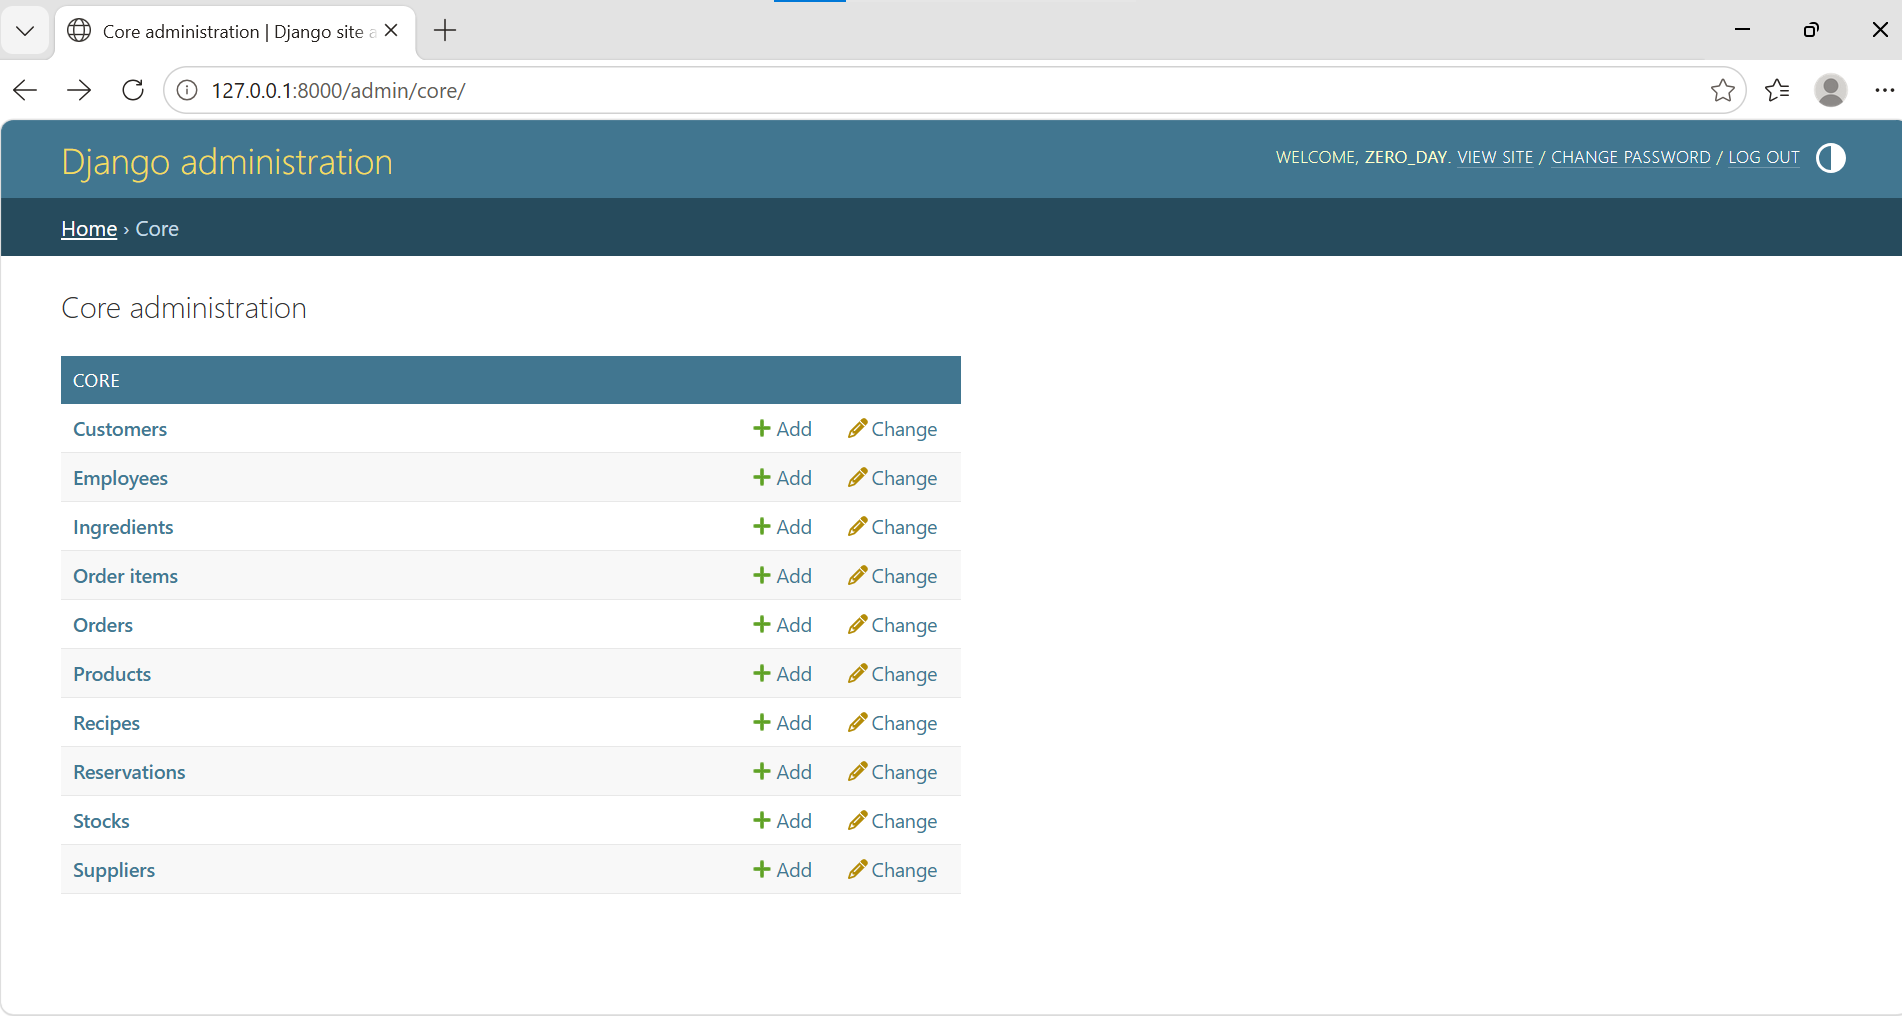 Core administration | Django site a
127.0.0.1:8000/admin/core/
Django administration
WELCOME, ZERO_DAY. VIEW SITE / CHANGE PASSWORD / LOG OUT
Home › Core
Core administration
CORE
Customers Add Change
Employees Add Change
Ingredients Add Change
Order items Add Change
Orders Add Change
Products Add Change
Recipes Add Change
Reservations Add Change
Stocks Add Change
Suppliers Add Change